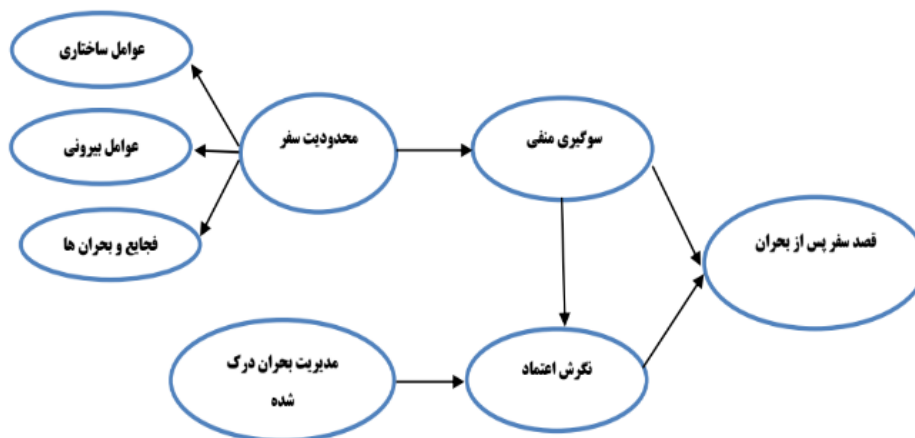 عوامل ساختاری
محدودیت سفر
سوگیری منفی
عوامل بیرونی
فجایع و بحران ها
قصد سفر پس از بحران
مدیریت بحران درک
شده
نگرش اعتماد